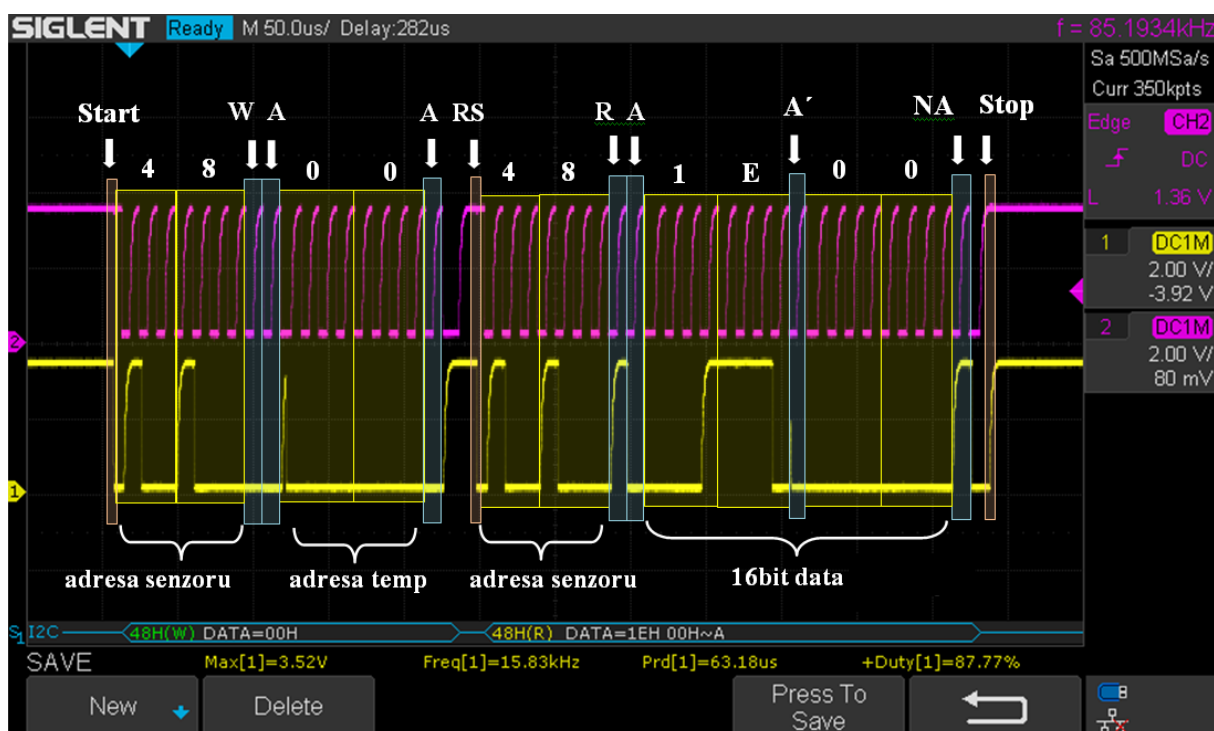 SIGLENT Ready M 50.0us/ Delay:282us f = 85.1934kHz
Sa 500MSa/s
Curr 350kpts
Edge CH2
DC
L 1.36 V
1 DC1M
2.00 V/
-3.92 V
2 DC1M
2.00 V/
80 mV
Start W A A RS R A A´ NA Stop
4 8 0 0 4 8 1 E 0 0
2
1
adresa senzoru adresa temp adresa senzoru 16bit data
S1 I2C 48H(W) DATA=00H 48H(R) DATA=1EH 00H~A
SAVE Max[1]=3.52V Freq[1]=15.83kHz Prd[1]=63.18us +Duty[1]=87.77%
New Delete Press To
Save